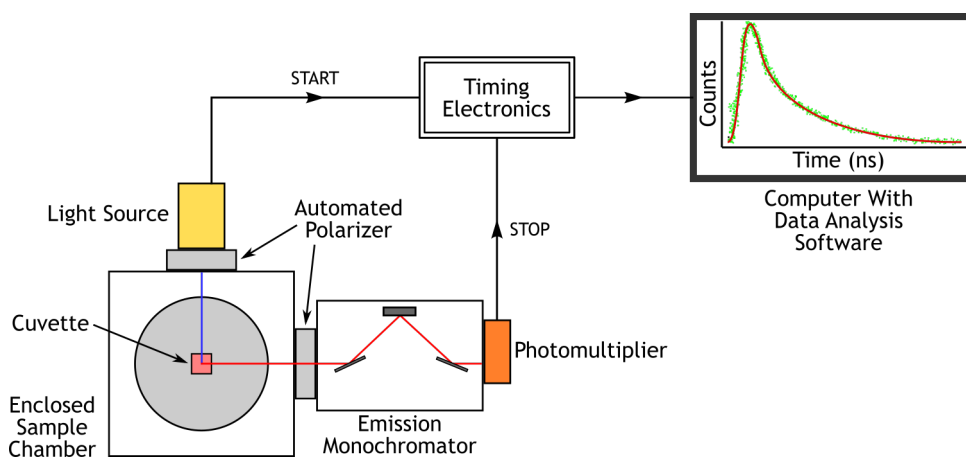 START
Timing
Electronics
Counts
Time (ns)
Computer With
Data Analysis
Software
Light Source
Automated
Polarizer
STOP
Cuvette
Photomultiplier
Enclosed
Sample
Chamber
Emission
Monochromator